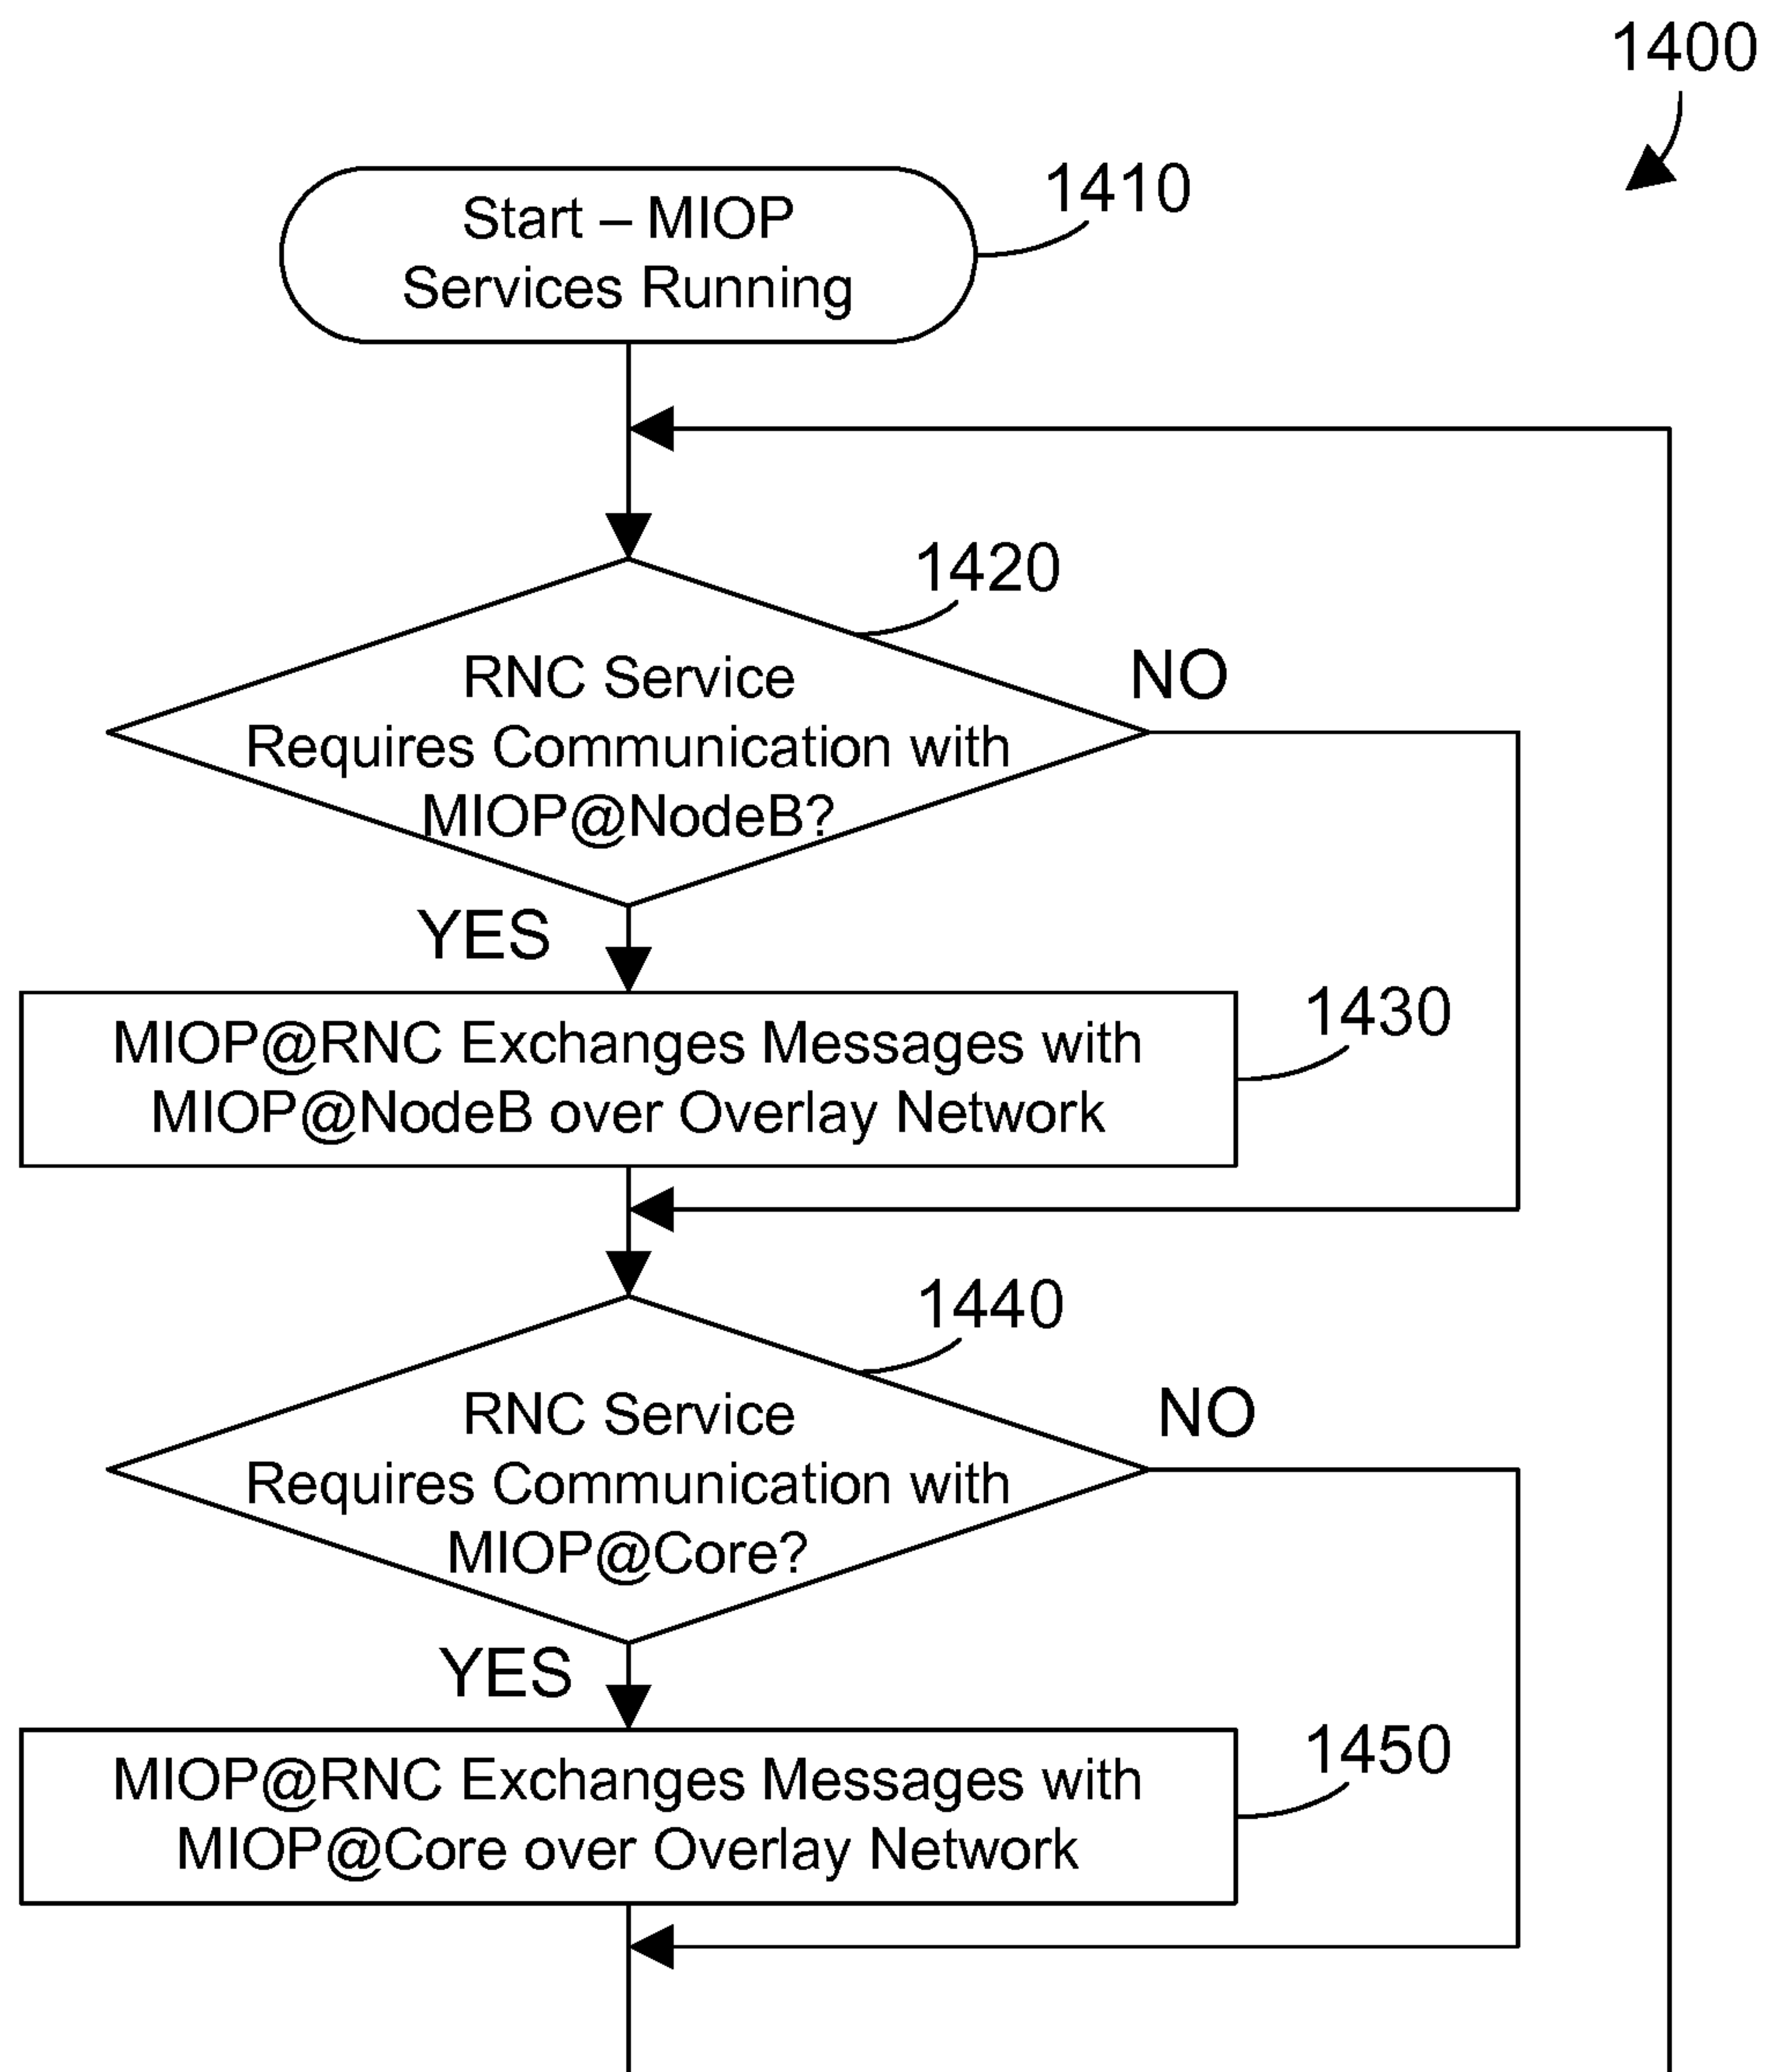 1400
Start – MIOP
Services Running
1410
1420
RNC Service
Requires Communication with
MIOP@NodeB?
NO
YES
MIOP@RNC Exchanges Messages with
MIOP@NodeB over Overlay Network
1430
1440
RNC Service
Requires Communication with
MIOP@Core?
NO
YES
MIOP@RNC Exchanges Messages with
MIOP@Core over Overlay Network
1450